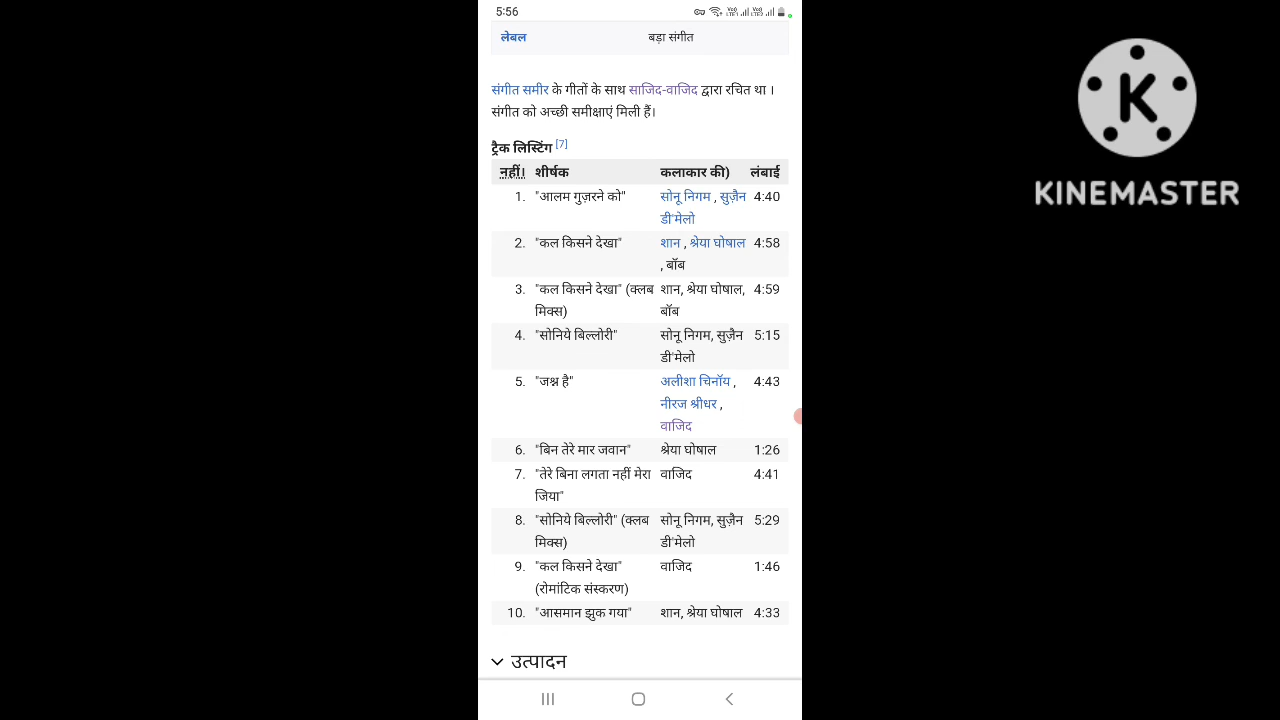 5:56
लेबल बड़ा संगीत
संगीत समीर के गीतों के साथ साजिद-वाजिद द्वारा रचित था ।
संगीत को अच्छी समीक्षाएं मिली हैं।
ट्रैक लिस्टिंग [7]
नहीं। शीर्षक कलाकार की) लंबाई
1. "आलम गुज़रने को" सोनू निगम , सुज़ैन 4:40
डी'मेलो
2. "कल किसने देखा" शान , श्रेया घोषाल 4:58
, बॉब
3. "कल किसने देखा" (क्लब शान, श्रेया घोषाल, 4:59
मिक्स) बॉब
4. "सोनिये बिल्लोरी" सोनू निगम, सुज़ैन 5:15
डी'मेलो
5. "जश्न है" अलीशा चिनॉय , 4:43
नीरज श्रीधर ,
वाजिद
6. "बिन तेरे मार जवान" श्रेया घोषाल 1:26
7. "तेरे बिना लगता नहीं मेरा वाजिद 4:41
जिया"
8. "सोनिये बिल्लोरी" (क्लब सोनू निगम, सुज़ैन 5:29
मिक्स) डी'मेलो
9. "कल किसने देखा" वाजिद 1:46
(रोमांटिक संस्करण)
10. "आसमान झुक गया" शान, श्रेया घोषाल 4:33
उत्पादन
K
KINEMASTER